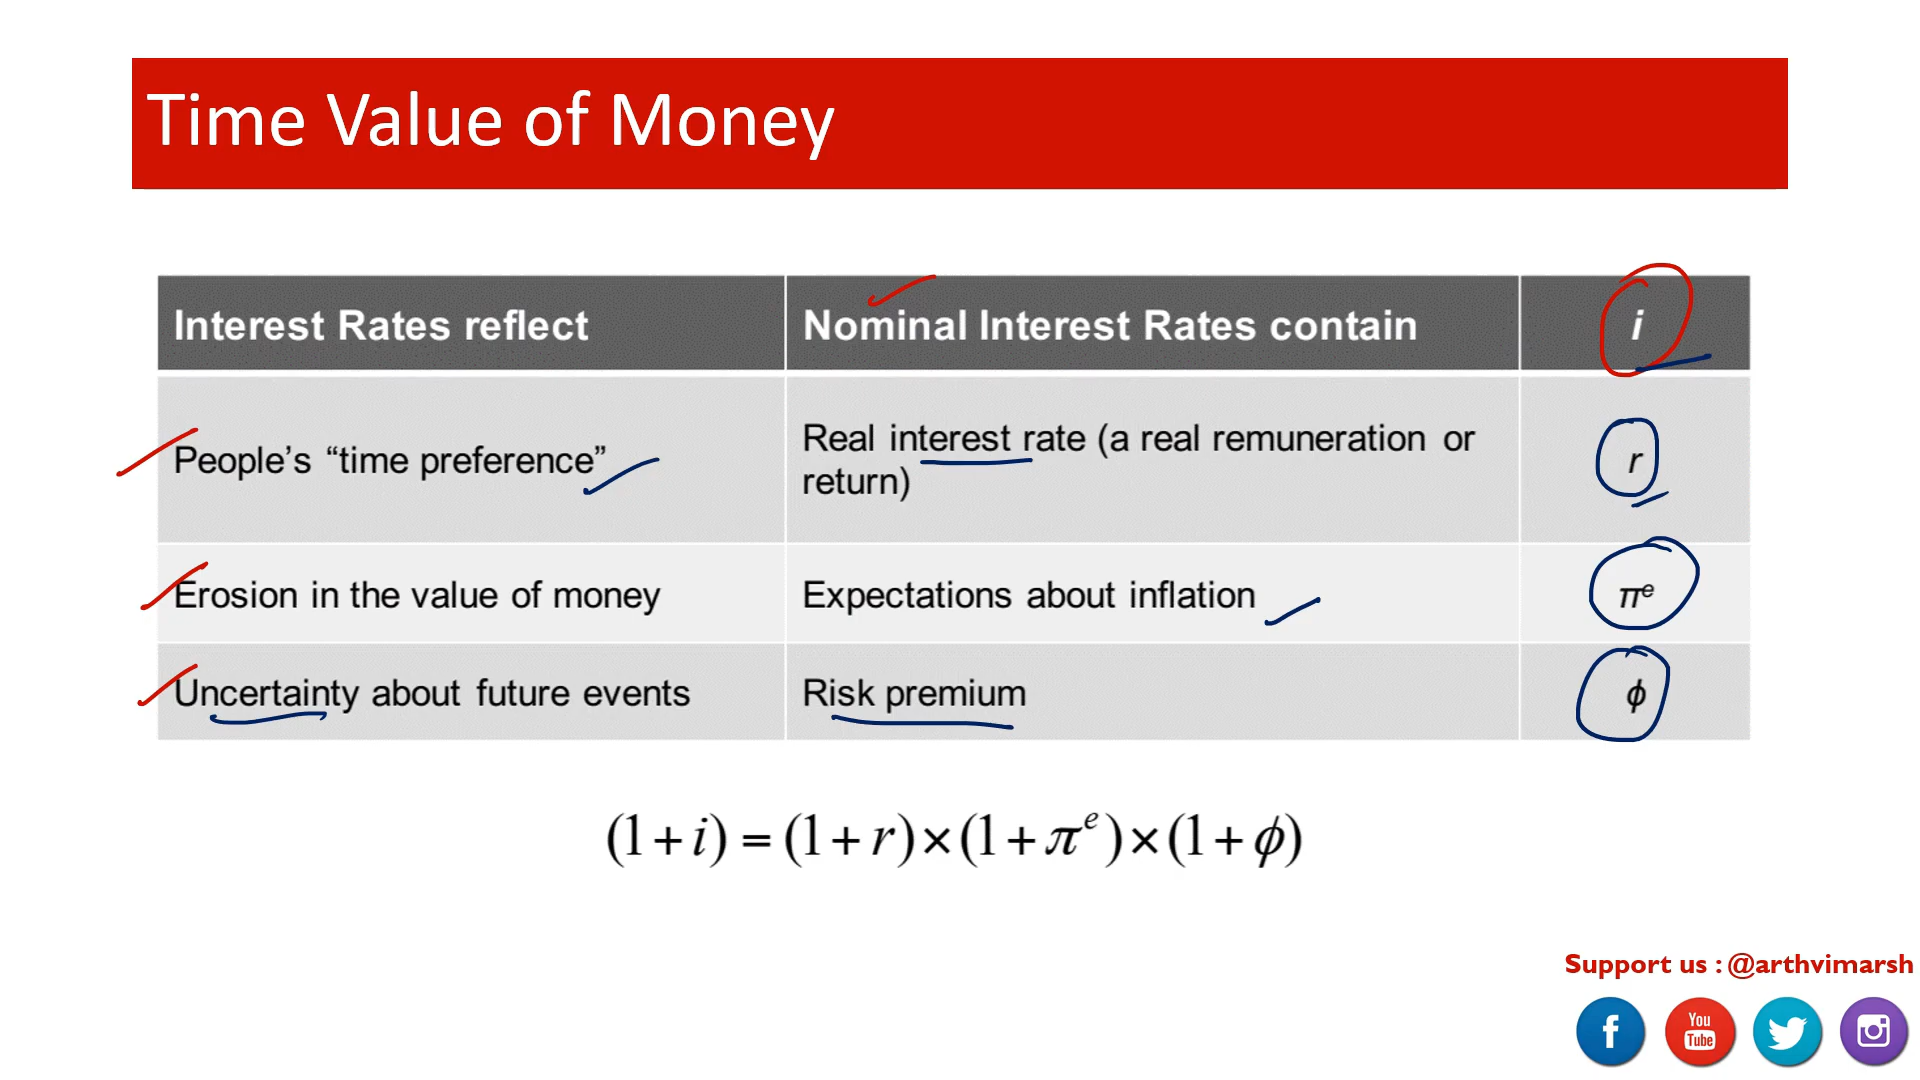 Time Value of Money
Interest Rates reflect
Nominal Interest Rates contain
i
People’s “time preference”
Real interest rate (a real remuneration or
return)
r
Erosion in the value of money
Expectations about inflation
πᵉ
Uncertainty about future events
Risk premium
ϕ
(1+i)=(1+r)×(1+πᵉ)×(1+ϕ)
Support us : @arthvimarsh
f
You
Tube